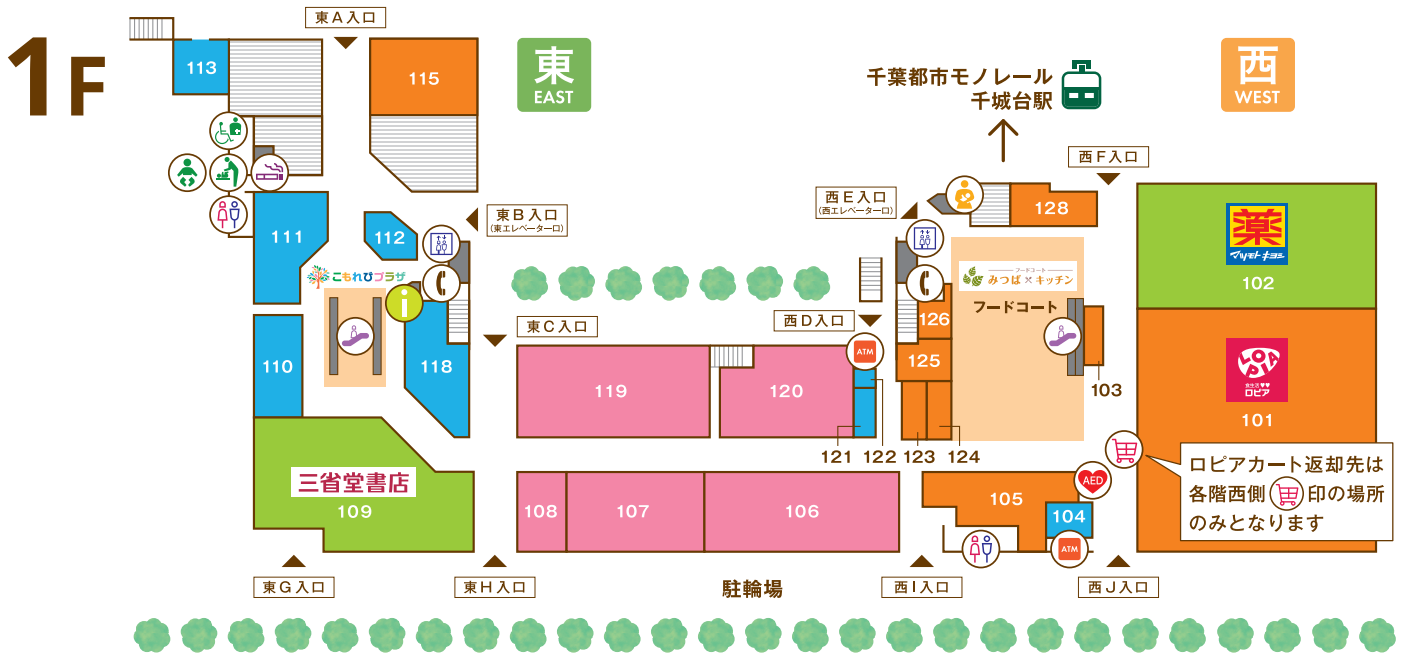 1F
東A入口
東
EAST
西
WEST
千葉都市モノレール
千城台駅
113
115
西F入口
西E入口
(西エレベーター口)
128
東B入口
(東エレベーター口)
111
112
薬
マツモトキヨシ
102
こもれびプラザ
i
フードコート
みつば×キッチン
フードコート
126
西D入口
東C入口
ATM
125
110
118
119
120
103
LOPIA
食生活♥♥
ロピア
101
121
122
123
124
三省堂書店
109
108
107
106
105
AED
104
ATM
ロピアカート返却先は
各階西側 印の場所
のみとなります
東G入口
東H入口
駐輪場
西I入口
西J入口